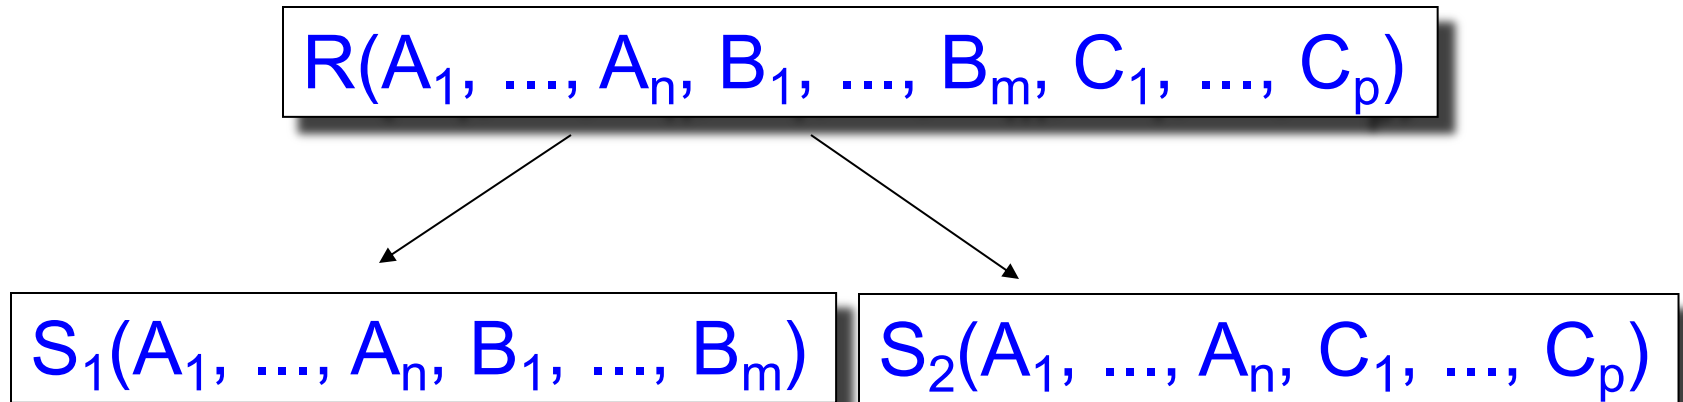 R(A₁, ..., Aₙ, B₁, ..., Bₘ, C₁, ..., Cₚ)
S₁(A₁, ..., Aₙ, B₁, ..., Bₘ)
S₂(A₁, ..., Aₙ, C₁, ..., Cₚ)